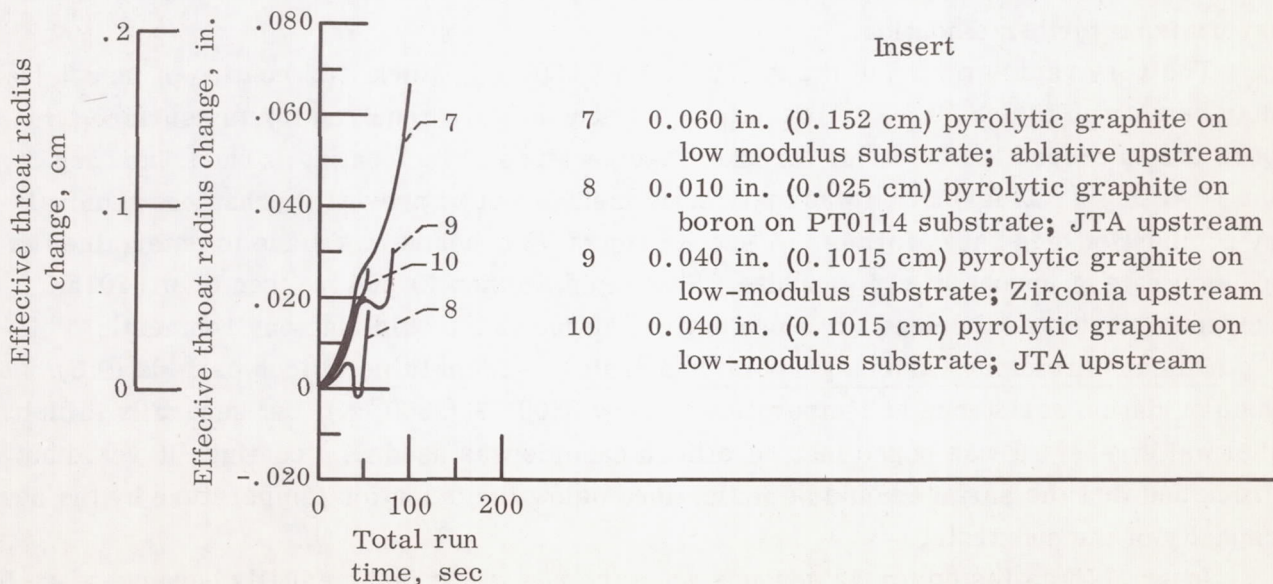 .2
.1
0
Effective throat radius
change, cm
Effective throat radius change, in.
.080
.060
.040
.020
0
-.020
0 100 200
Total run
time, sec
7
9
10
8
Insert
7 0.060 in. (0.152 cm) pyrolytic graphite on
low modulus substrate; ablative upstream
8 0.010 in. (0.025 cm) pyrolytic graphite on
boron on PT0114 substrate; JTA upstream
9 0.040 in. (0.1015 cm) pyrolytic graphite on
low-modulus substrate; Zirconia upstream
10 0.040 in. (0.1015 cm) pyrolytic graphite on
low-modulus substrate; JTA upstream